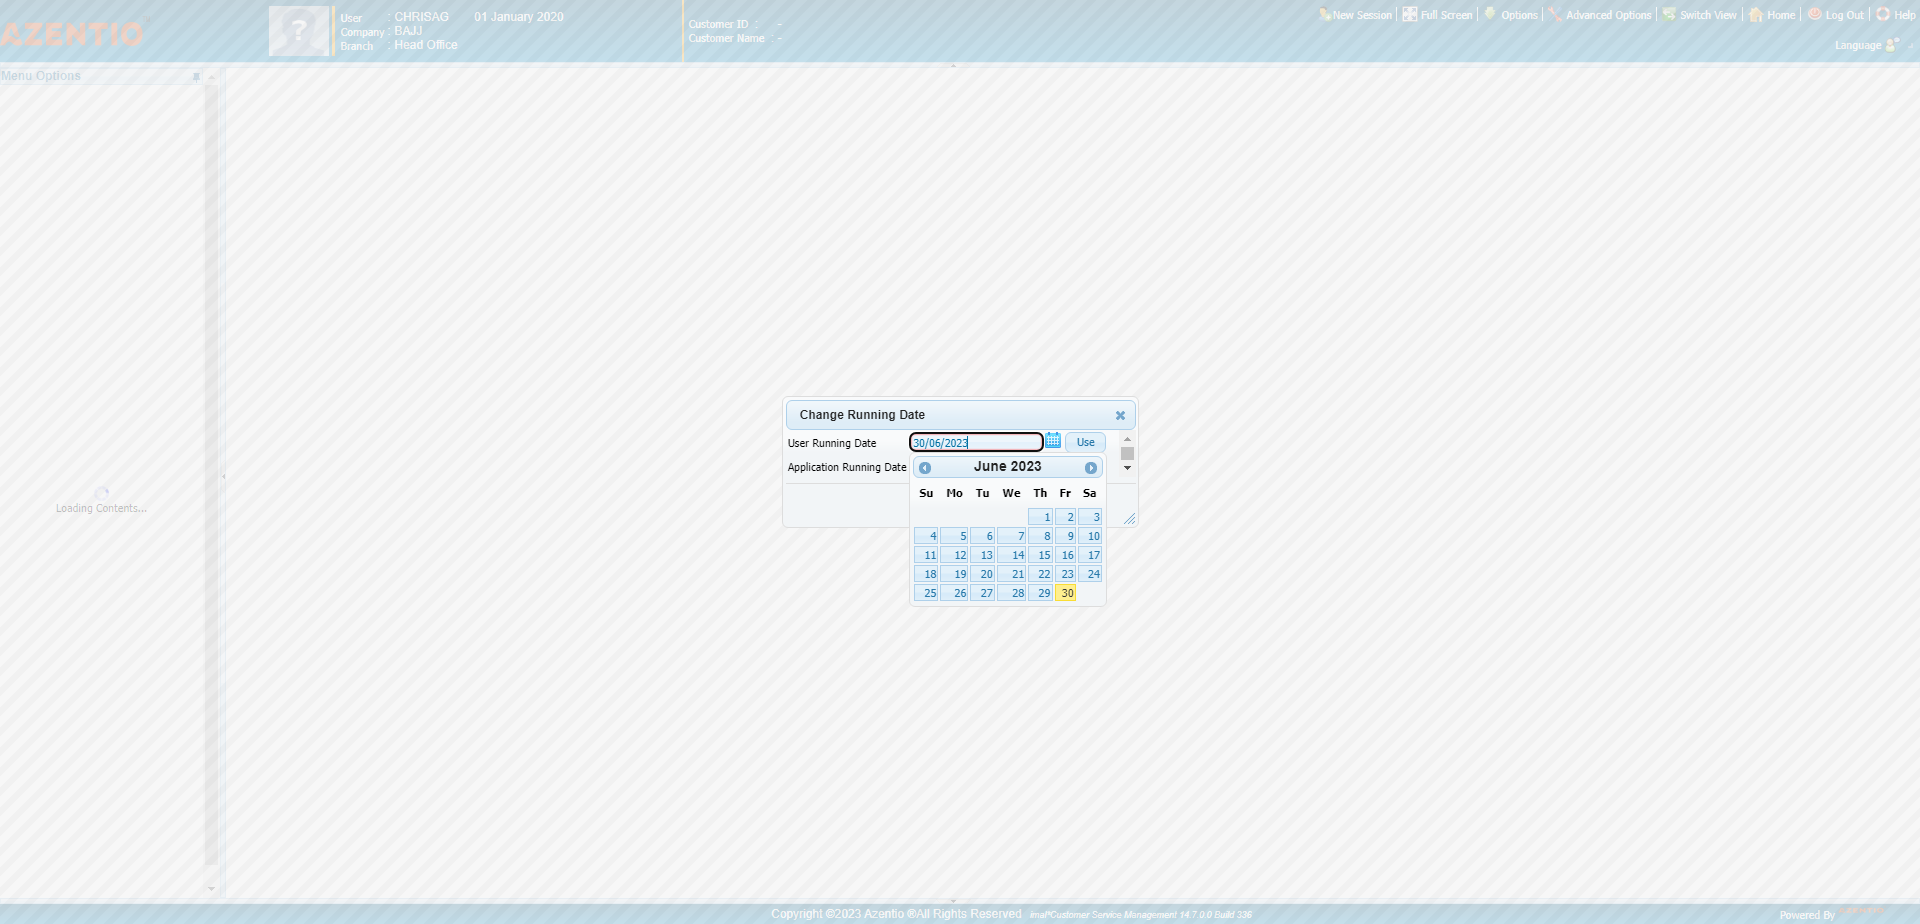 AZENTIO
User : CHRISAG 01 January 2020
Company : BAJJ
Branch : Head Office
Customer ID : -
Customer Name : -
New Session Full Screen Options Advanced Options Switch View Home Log Out Help
Language
Menu Options
Loading Contents...
Change Running Date
User Running Date 30/06/2023 Use
Application Running Date
June 2023
Su Mo Tu We Th Fr Sa
1 2 3
4 5 6 7 8 9 10
11 12 13 14 15 16 17
18 19 20 21 22 23 24
25 26 27 28 29 30
Copyright ©2023 Azentio ®All Rights Reserved imal*Customer Service Management 14.7.0.0 Build 336
Powered By